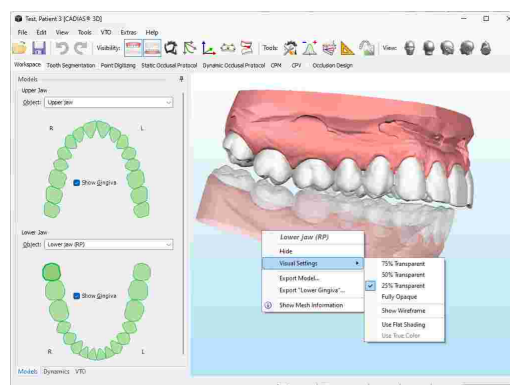 Test, Patient 3 [CADIAS® 3D]
File Edit View Tools VTO Extras Help
Visibility: Tools: View:
Workspace Tooth Segmentation Point Digitizing Static Occlusal Protocol Dynamic Occlusal Protocol CPM CPV Occlusion Design
Models
Upper Jaw
Object: Upper Jaw
R L
Show Gingiva
Lower Jaw
Object: Lower Jaw (RP)
Show Gingiva
R L
Models Dynamics VTO
Lower Jaw (RP)
Hide
Visual Settings
Export Model...
Export "Lower Gingiva"...
Show Mesh Information
75% Transparent
50% Transparent
25% Transparent
Fully Opaque
Show Wireframe
Use Flat Shading
Use True Color